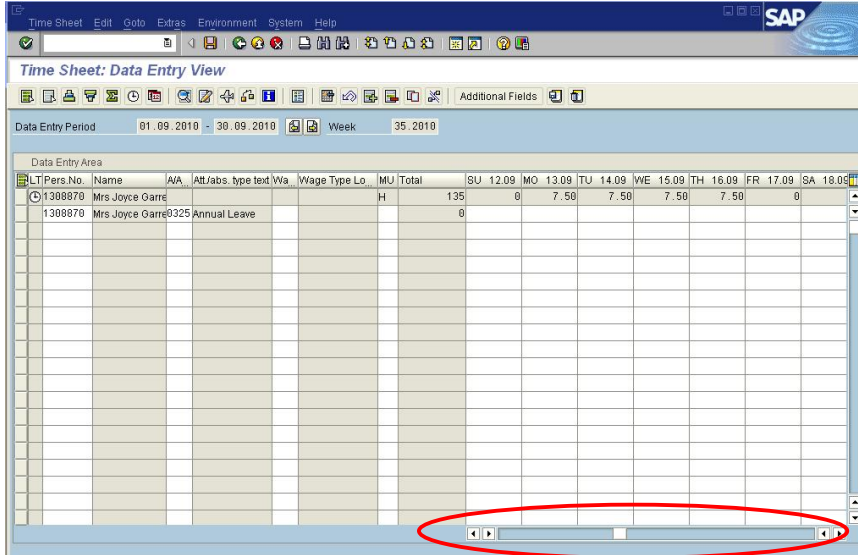 Time Sheet Edit Goto Extras Environment System Help
SAP
Time Sheet: Data Entry View
Additional Fields
Data Entry Period 01.09.2010 - 30.09.2010 Week 35.2010
Data Entry Area
LT Pers.No. Name A/A Att./abs. type text Wa... Wage Type Lo... MU Total SU 12.09 MO 13.09 TU 14.09 WE 15.09 TH 16.09 FR 17.09 SA 18.09
1308870 Mrs Joyce Garre H 135 0 7.50 7.50 7.50 7.50 0
1308870 Mrs Joyce Garre 0325 Annual Leave 0